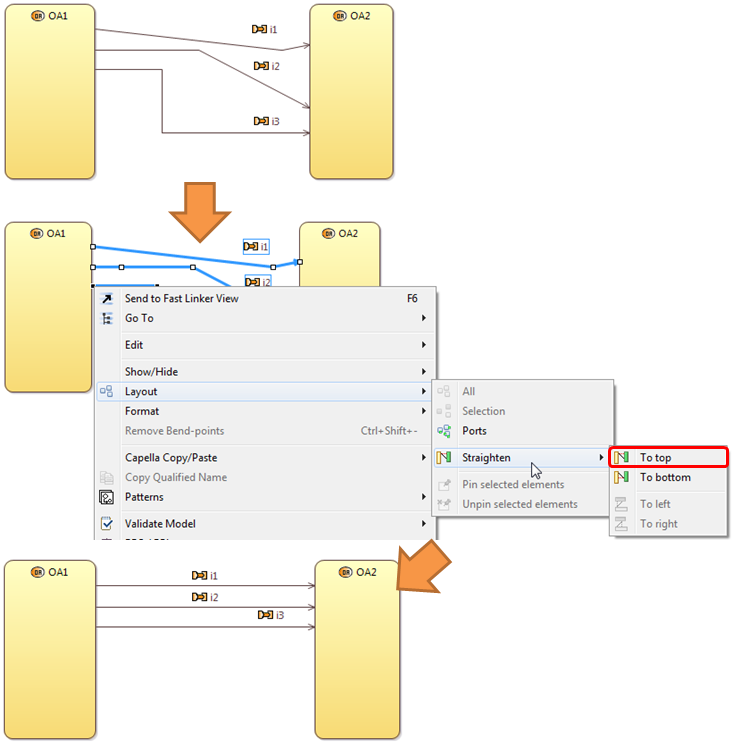 OA1
OA2
i1
i2
i3
OA1
OA2
i1
i2
Send to Fast Linker View F6
Go To
Edit
Show/Hide
Layout
Format
Remove Bend-points Ctrl+Shift+-
Capella Copy/Paste
Copy Qualified Name
Patterns
Validate Model
All
Selection
Ports
Straighten
Pin selected elements
Unpin selected elements
To top
To bottom
To left
To right
OA1
OA2
i1
i2
i3